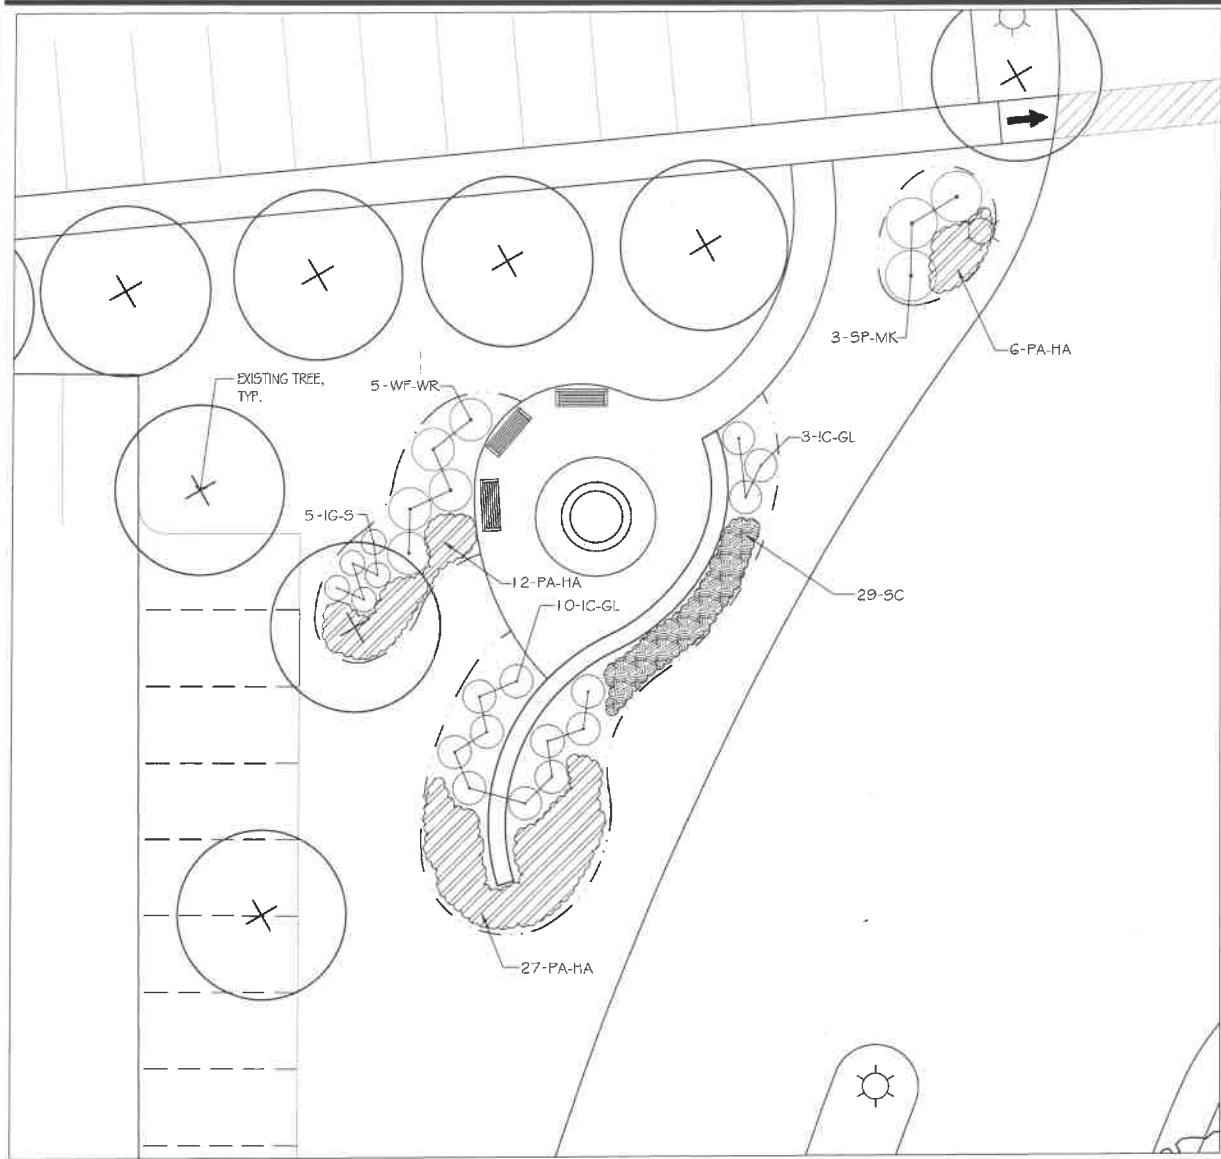 3-SP-MK
6-PA-HA
EXISTING TREE,
TYP.
5-WF-WR
3-IC-GL
5-IG-S
12-PA-HA
29-SC
10-IC-GL
27-PA-HA